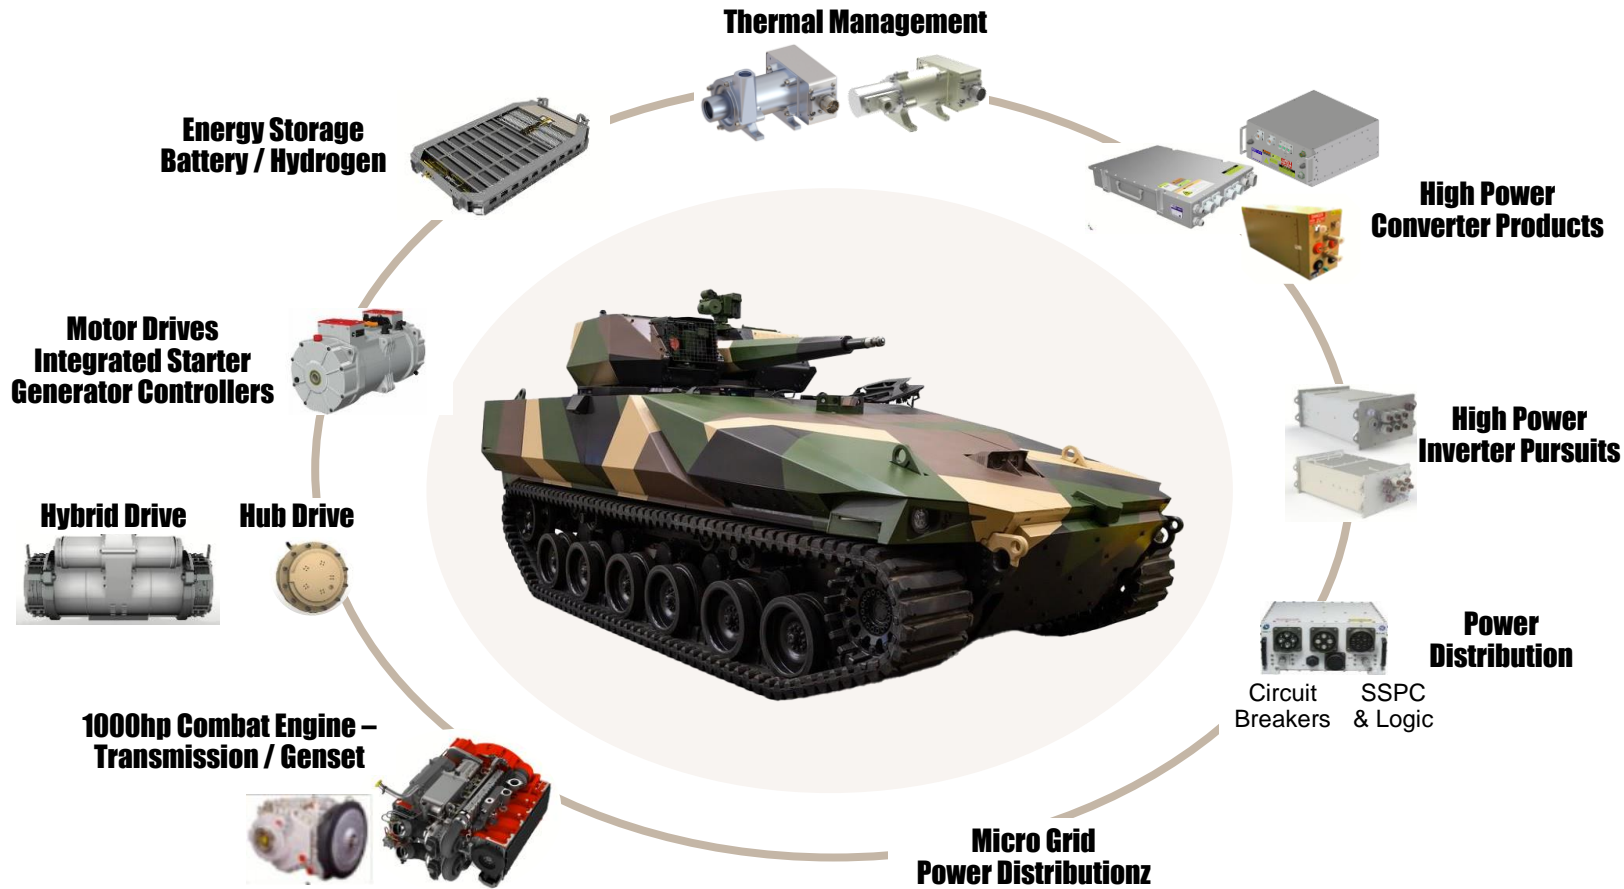 Thermal Management
Energy Storage
Battery / Hydrogen
High Power
Converter Products
Motor Drives
Integrated Starter
Generator Controllers
High Power
Inverter Pursuits
Hybrid Drive
Hub Drive
Power
Distribution
Circuit
Breakers
SSPC
& Logic
1000hp Combat Engine –
Transmission / Genset
Micro Grid
Power Distributionz